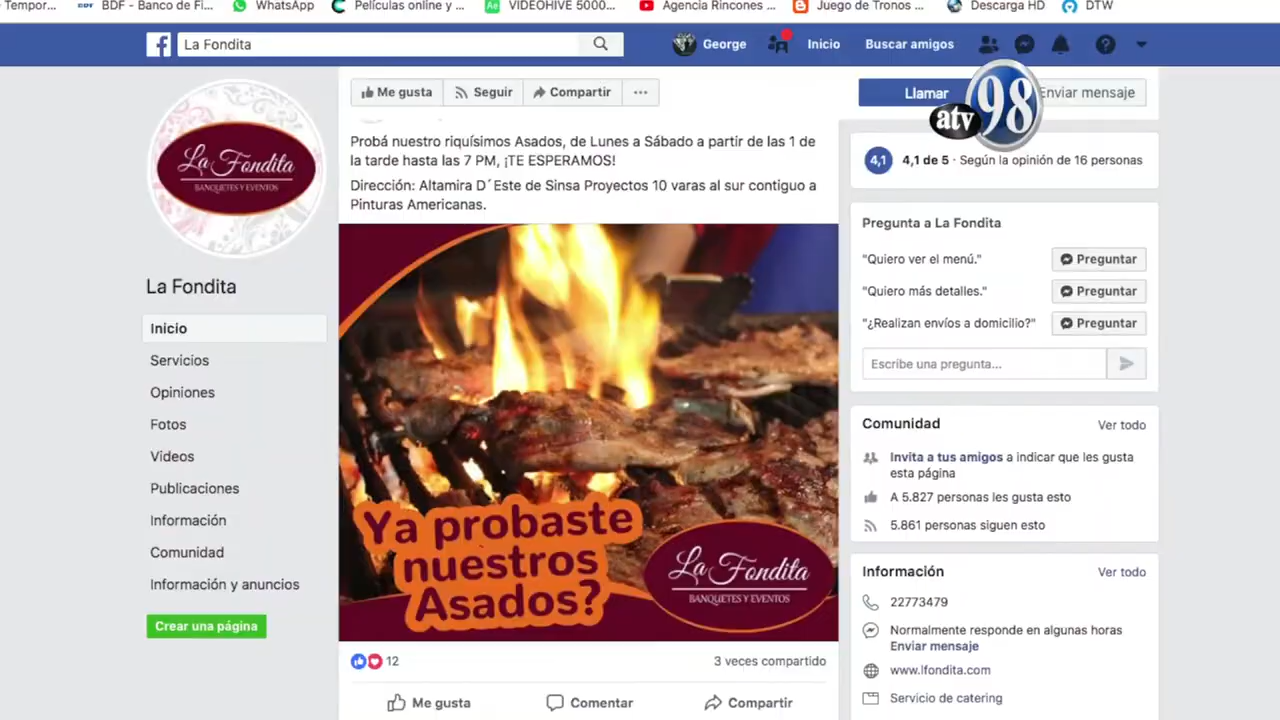 Tempor...
BDF - Banco de Fi...
WhatsApp
Películas online y ...
VIDEOHIVE 5000...
Agencia Rincones ...
Juego de Tronos ...
Descarga HD
DTW
La Fondita
George
Inicio
Buscar amigos
La Fondita
BANQUETES Y EVENTOS
La Fondita
Inicio
Servicios
Opiniones
Fotos
Videos
Publicaciones
Información
Comunidad
Información y anuncios
Crear una página
Me gusta
Seguir
Compartir
Llamar
Enviar mensaje
atv
98
Probá nuestro riquísimos Asados, de Lunes a Sábado a partir de las 1 de
la tarde hasta las 7 PM, ¡TE ESPERAMOS!
Dirección: Altamira D´Este de Sinsa Proyectos 10 varas al sur contiguo a
Pinturas Americanas.
Ya probaste
nuestros
Asados?
La Fondita
BANQUETES Y EVENTOS
12
3 veces compartido
Me gusta
Comentar
Compartir
4,1
4,1 de 5 · Según la opinión de 16 personas
Pregunta a La Fondita
"Quiero ver el menú."
Preguntar
"Quiero más detalles."
Preguntar
"¿Realizan envíos a domicilio?"
Preguntar
Escribe una pregunta...
Comunidad
Ver todo
Invita a tus amigos a indicar que les gusta
esta página
A 5.827 personas les gusta esto
5.861 personas siguen esto
Información
Ver todo
22773479
Normalmente responde en algunas horas
Enviar mensaje
www.lfondita.com
Servicio de catering